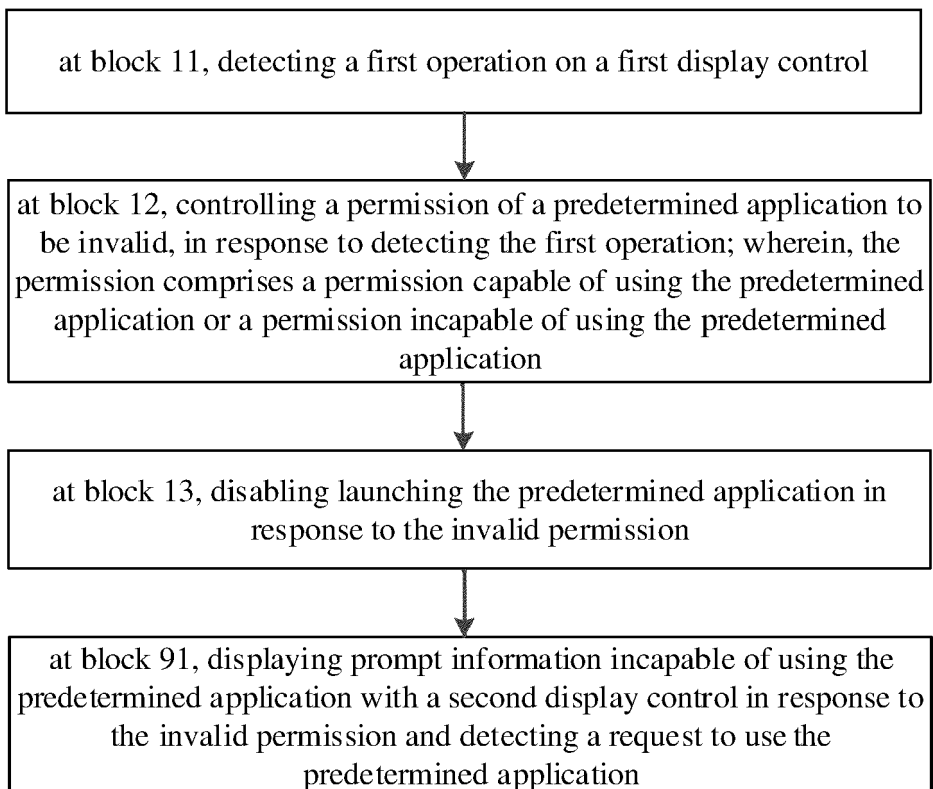 at block 11, detecting a first operation on a first display control
at block 12, controlling a permission of a predetermined application to
be invalid, in response to detecting the first operation; wherein, the
permission comprises a permission capable of using the predetermined
application or a permission incapable of using the predetermined
application
at block 13, disabling launching the predetermined application in
response to the invalid permission
at block 91, displaying prompt information incapable of using the
predetermined application with a second display control in response to
the invalid permission and detecting a request to use the
predetermined application